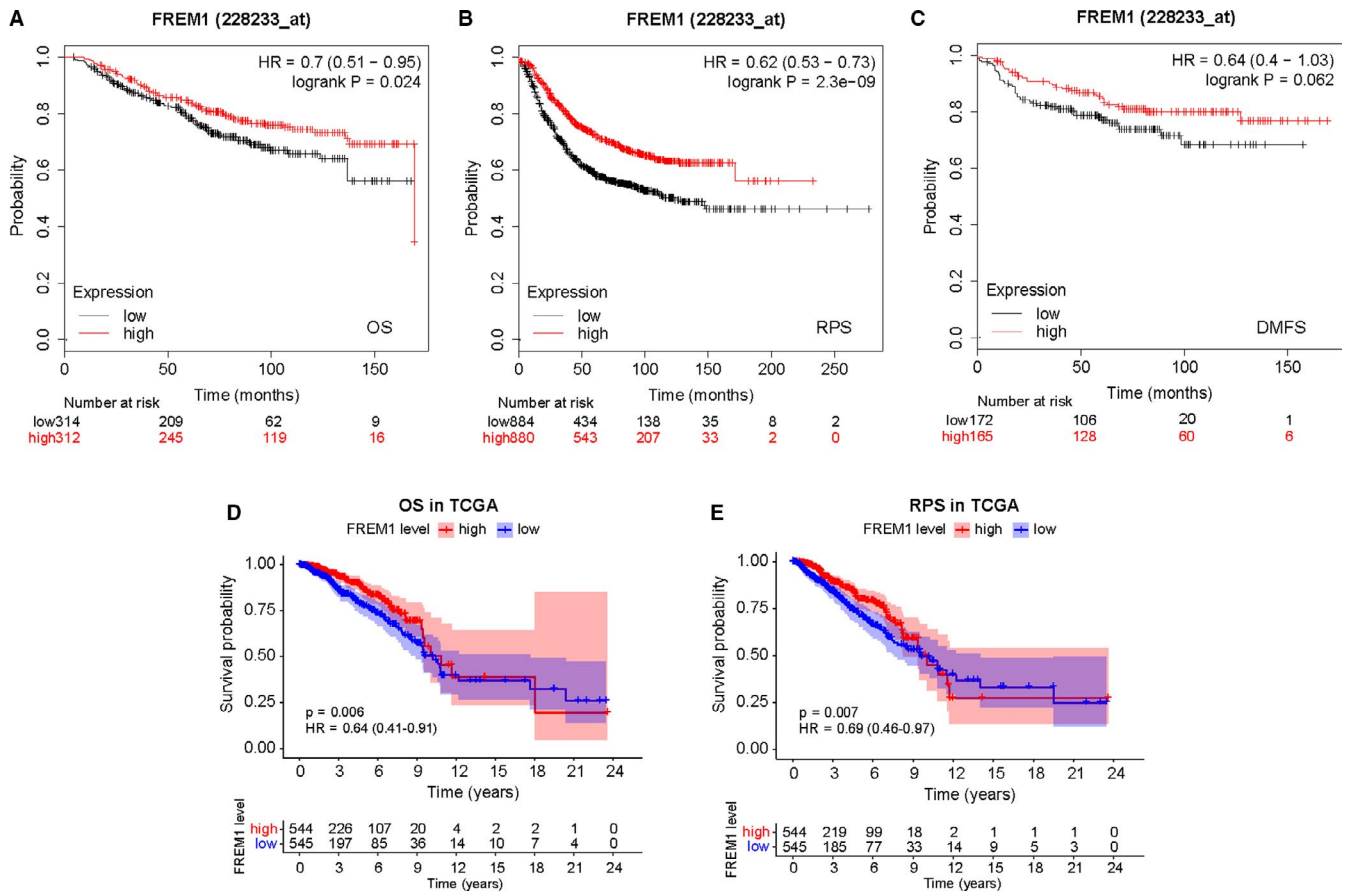 A
FREM1 (228233_at)
HR = 0.7 (0.51 – 0.95)
logrank P = 0.024
Probability
1.0
0.8
0.6
0.4
0.2
0.0
Expression
low
high
OS
0 50 100 150
Time (months)
Number at risk
low314 209 62 9
high312 245 119 16
B
FREM1 (228233_at)
HR = 0.62 (0.53 – 0.73)
logrank P = 2.3e–09
Probability
1.0
0.8
0.6
0.4
0.2
0.0
Expression
low
high
RPS
0 50 100 150 200 250
Time (months)
Number at risk
low884 434 138 35 8 2
high880 543 207 33 2 0
C
FREM1 (228233_at)
HR = 0.64 (0.4 – 1.03)
logrank P = 0.062
Probability
1.0
0.8
0.6
0.4
0.2
0.0
Expression
low
high
DMFS
0 50 100 150
Time (months)
Number at risk
low172 106 20 1
high165 128 60 6
D
OS in TCGA
FREM1 level high low
Survival probability
1.00
0.75
0.50
0.25
0.00
p = 0.006
HR = 0.64 (0.41-0.91)
0 3 6 9 12 15 18 21 24
Time (years)
FREM1 level
high 544 226 107 20 4 2 2 1 0
low 545 197 85 36 14 10 7 4 0
0 3 6 9 12 15 18 21 24
Time (years)
E
RPS in TCGA
FREM1 level high low
Survival probability
1.00
0.75
0.50
0.25
0.00
p = 0.007
HR = 0.69 (0.46-0.97)
0 3 6 9 12 15 18 21 24
Time (years)
FREM1 level
high 544 219 99 18 2 1 1 1 0
low 545 185 77 33 14 9 5 3 0
0 3 6 9 12 15 18 21 24
Time (years)